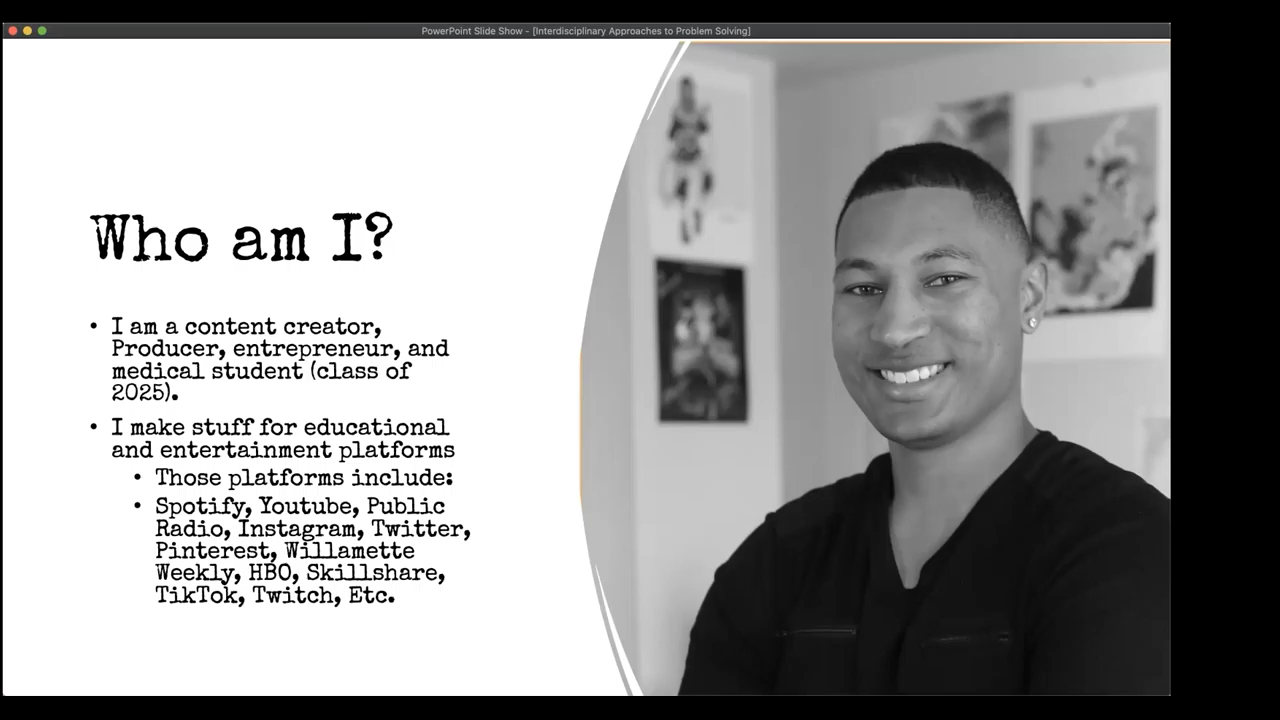 PowerPoint Slide Show - [Interdisciplinary Approaches to Problem Solving]
Who am I?
• I am a content creator,
Producer, entrepreneur, and
medical student (class of
2025).
• I make stuff for educational
and entertainment platforms
• Those platforms include:
• Spotify, Youtube, Public
Radio, Instagram, Twitter,
Pinterest, Willamette
Weekly, HBO, Skillshare,
TikTok, Twitch, Etc.